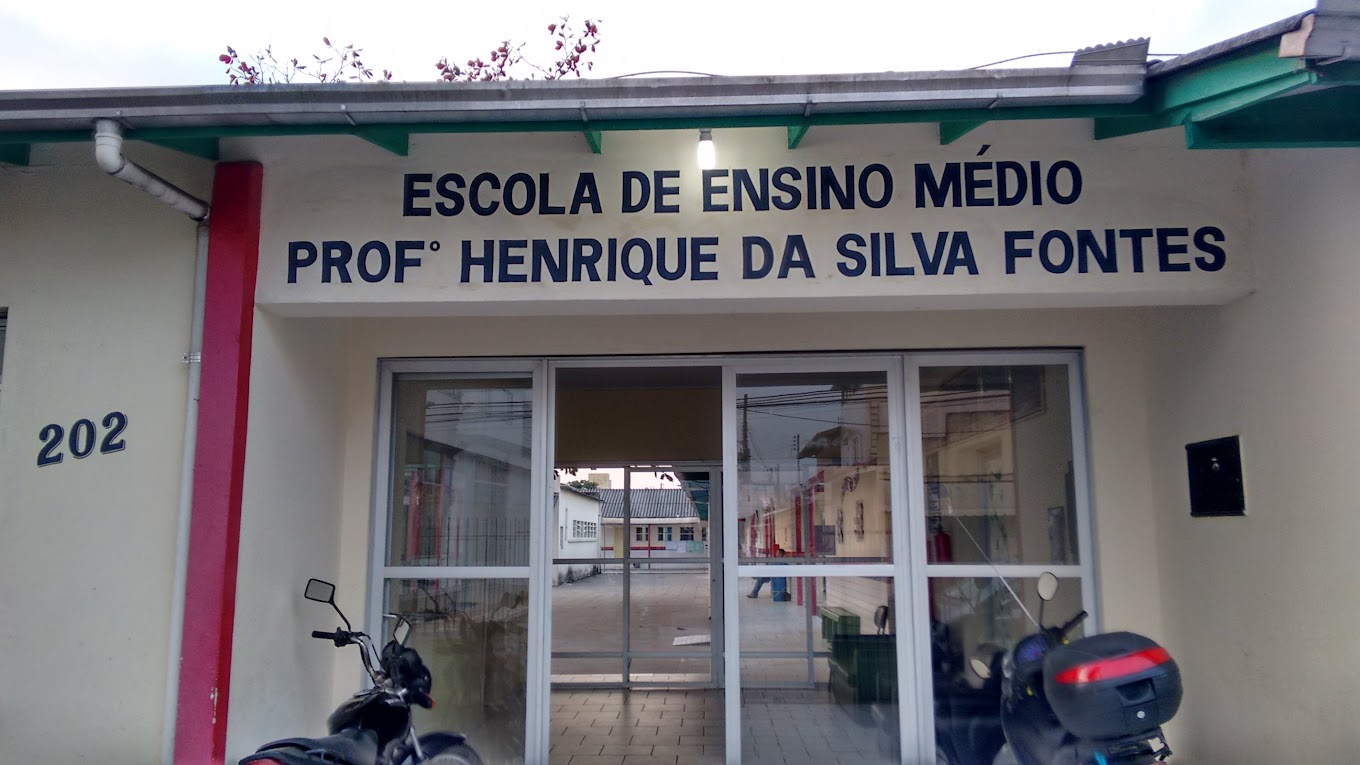 ESCOLA DE ENSINO MÉDIO
PROF° HENRIQUE DA SILVA FONTES
202